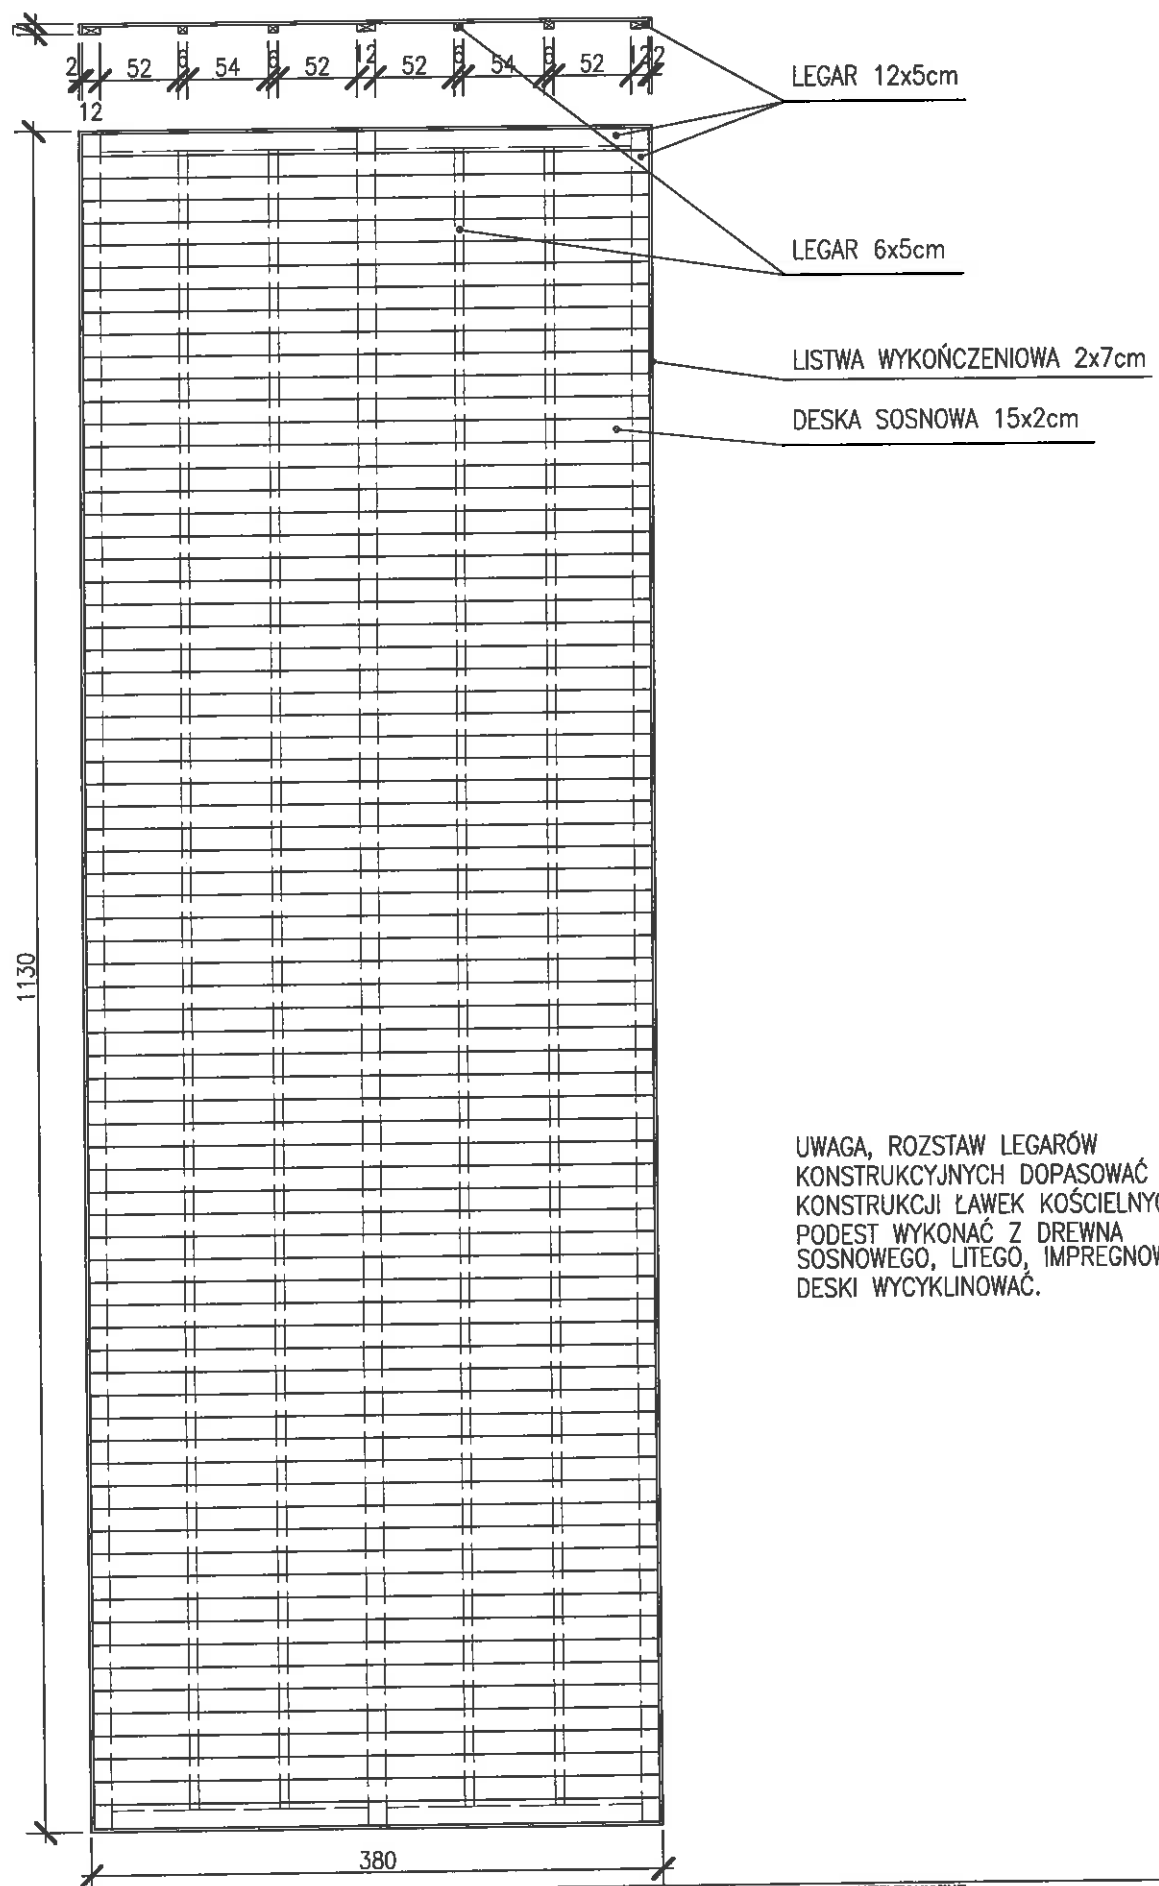 7
2 12 52 6 54 6 52 12 52 6 54 6 52 12 2
LEGAR 12x5cm
LEGAR 6x5cm
LISTWA WYKOŃCZENIOWA 2x7cm
DESKA SOSNOWA 15x2cm
1130
UWAGA, ROZSTAW LEGARÓW
KONSTRUKCYJNYCH DOPASOWAĆ
KONSTRUKCJI ŁAWEK
PODEST WYKONAĆ Z DREWNA
SOSNOWEGO, LITEGO,
DESKI WYCYKLINOWAĆ.
380